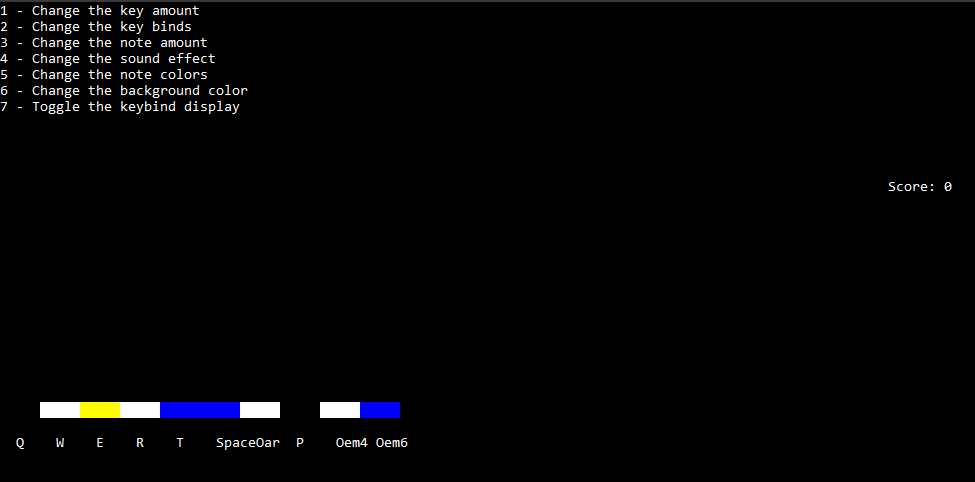 1 - Change the key amount
2 - Change the key binds
3 - Change the note amount
4 - Change the sound effect
5 - Change the note colors
6 - Change the background color
7 - Toggle the keybind display
Score: 0
Q W E R T SpaceOar P Oem4 Oem6